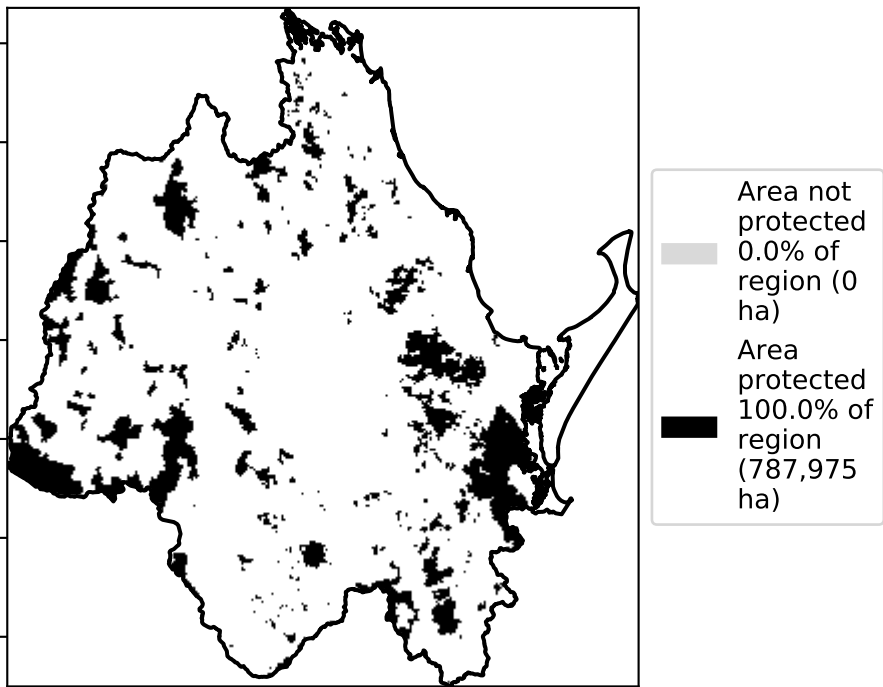 Area not
protected
0.0% of
region (0
ha)
Area
protected
100.0% of
region
(787,975
ha)